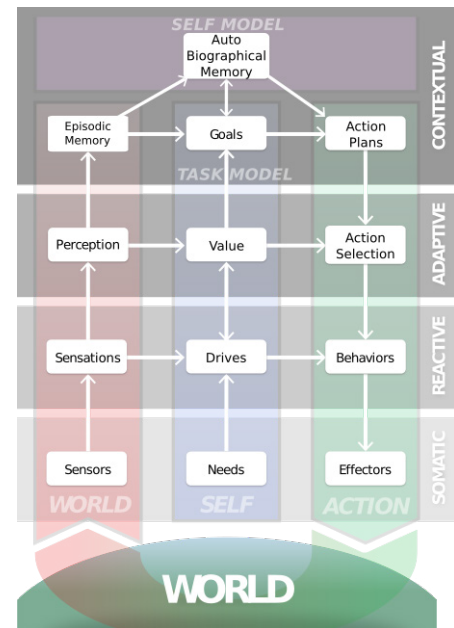 SELF MODEL
Auto
Biographical
Memory
CONTEXTUAL
Episodic
Memory
Goals
Action
Plans
TASK MODEL
ADAPTIVE
Perception
Value
Action
Selection
REACTIVE
Sensations
Drives
Behaviors
SOMATIC
Sensors
Needs
Effectors
WORLD
SELF
ACTION
WORLD